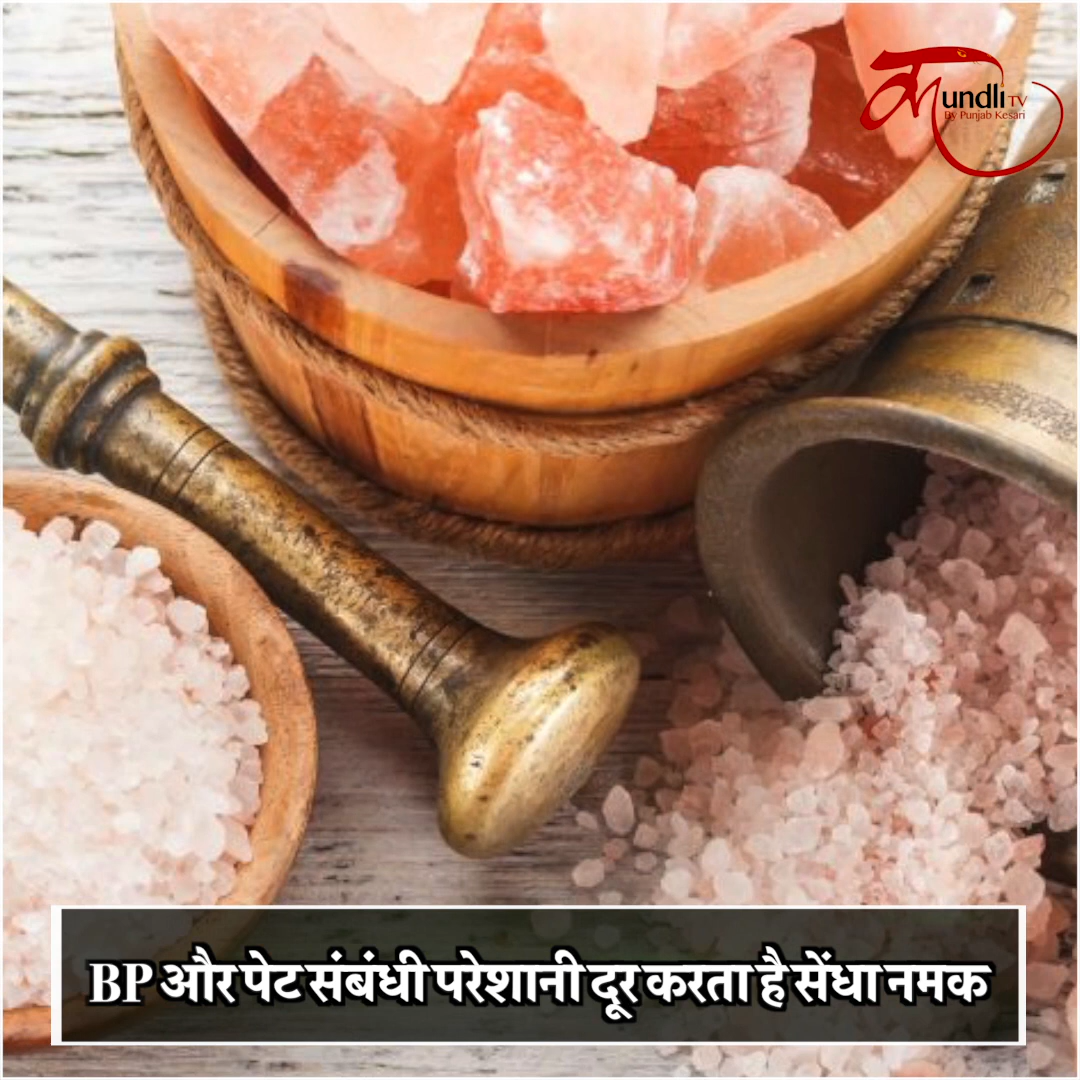 कुundli TV
By Punjab Kesari
BP और पेट संबंधी परेशानी दूर करता है सेंधा नमक